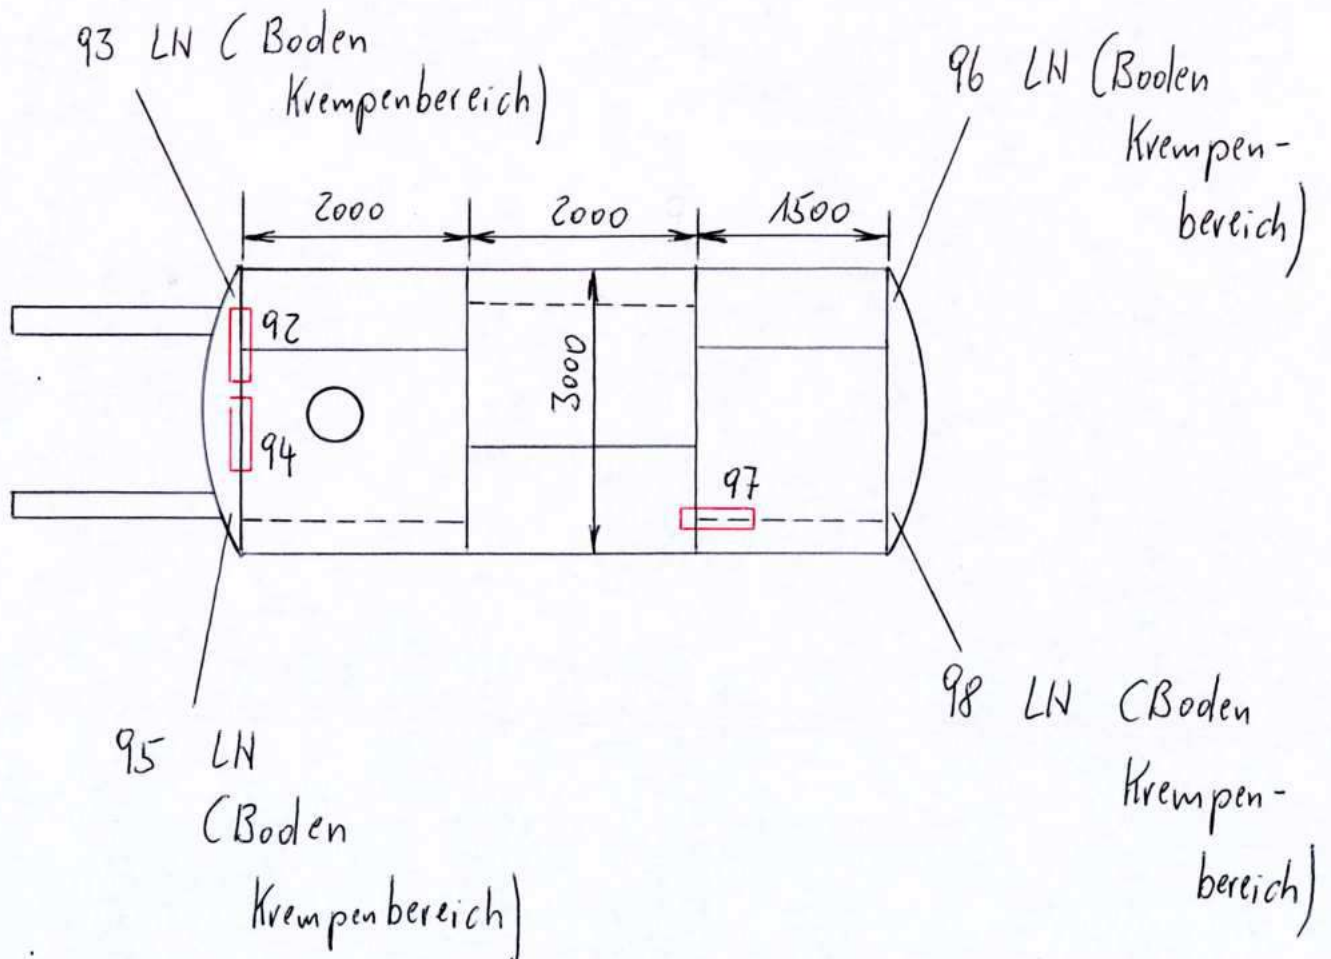 93 LN (Boden
Krempenbereich)
96 LN (Boden
Krempen-
bereich)
2000
2000
1500
92
3000
94
97
95 LN
(Boden
Krempenbereich)
98 LN (Boden
Krempen-
bereich)